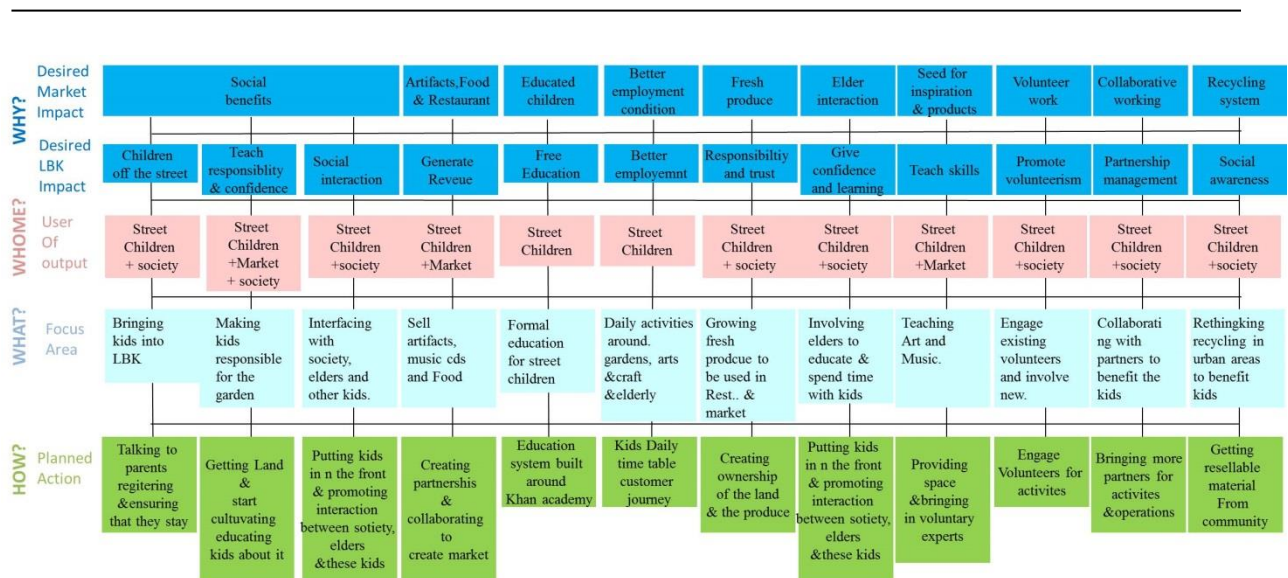 WHY?
Desired
Market
Impact
Social
benefits
Artifacts,Food
& Restaurant
Educated
children
Better
employment
condition
Fresh
produce
Elder
interaction
Seed for
inspiration
& products
Volunteer
work
Collaborative
working
Recycling
system
Desired
LBK
Impact
Children
off the street
Teach
responsiblity
& confidence
Social
interaction
Generate
Reveue
Free
Education
Better
employemnt
Responsibiltiy
and trust
Give
confidence
and learning
Teach skills
Promote
volunteerism
Partnership
management
Social
awareness
WHOME?
User
Of
output
Street
Children
+ society
Street
Children
+Market
+ society
Street
Children
+society
Street
Children
+Market
Street
Children
Street
Children
Street
Children
+ society
Street
Children
+society
Street
Children
+Market
Street
Children
+society
Street
Children
+society
Street
Children
+society
WHAT?
Focus
Area
Bringing
kids into
LBK
Making
kids
responsible
for the
garden
Interfacing
with
society,
elders and
other kids.
Sell
artifacts,
music cds
and Food
Formal
education
for street
children
Daily activities
around.
gardens, arts
&craft
&elderly
Growing
fresh
prodcue to
be used in
Rest.. &
market
Involving
elders to
educate &
spend time
with kids
Teaching
Art and
Music.
Engage
existing
volunteers
and involve
new.
Collaborati
ng with
partners to
benefit the
kids
Rethingking
recycling in
urban areas
to benefit
kids
HOW?
Planned
Action
Talking to
parents
regitering
&ensuring
that they stay
Getting Land
&
start
cultuvating
educating
kids about it
Putting kids
in n the front
& promoting
interaction
between sotiety,
elders
&these kids
Creating
partnershis
&
collaborating
to
create market
Education
system built
around
Khan academy
Kids Daily
time table
customer
journey
Creating
ownership
of the land
& the produce
Putting kids
in n the front
& promoting
interaction
between sotiety,
elders
&these kids
Providing
space
&bringing
in voluntary
experts
Engage
Volunteers for
activites
Bringing more
partners for
activites
&operations
Getting
resellable
material
From
community